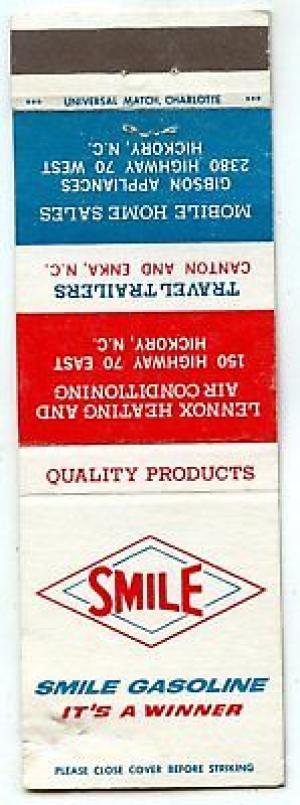 *** UNIVERSAL MATCH, CHARLOTTE ***
LENNOX HEATING AND
AIR CONDITIONING
150 HIGHWAY 70 EAST
HICKORY, N.C.
TRAVEL TRAILERS
CANTON AND ENKA, N.C.
MOBILE HOME SALES
GIBSON APPLIANCES
2380 HIGHWAY 70 WEST
HICKORY, N.C.
QUALITY PRODUCTS
SMILE
SMILE GASOLINE
IT'S A WINNER
PLEASE CLOSE COVER BEFORE STRIKING